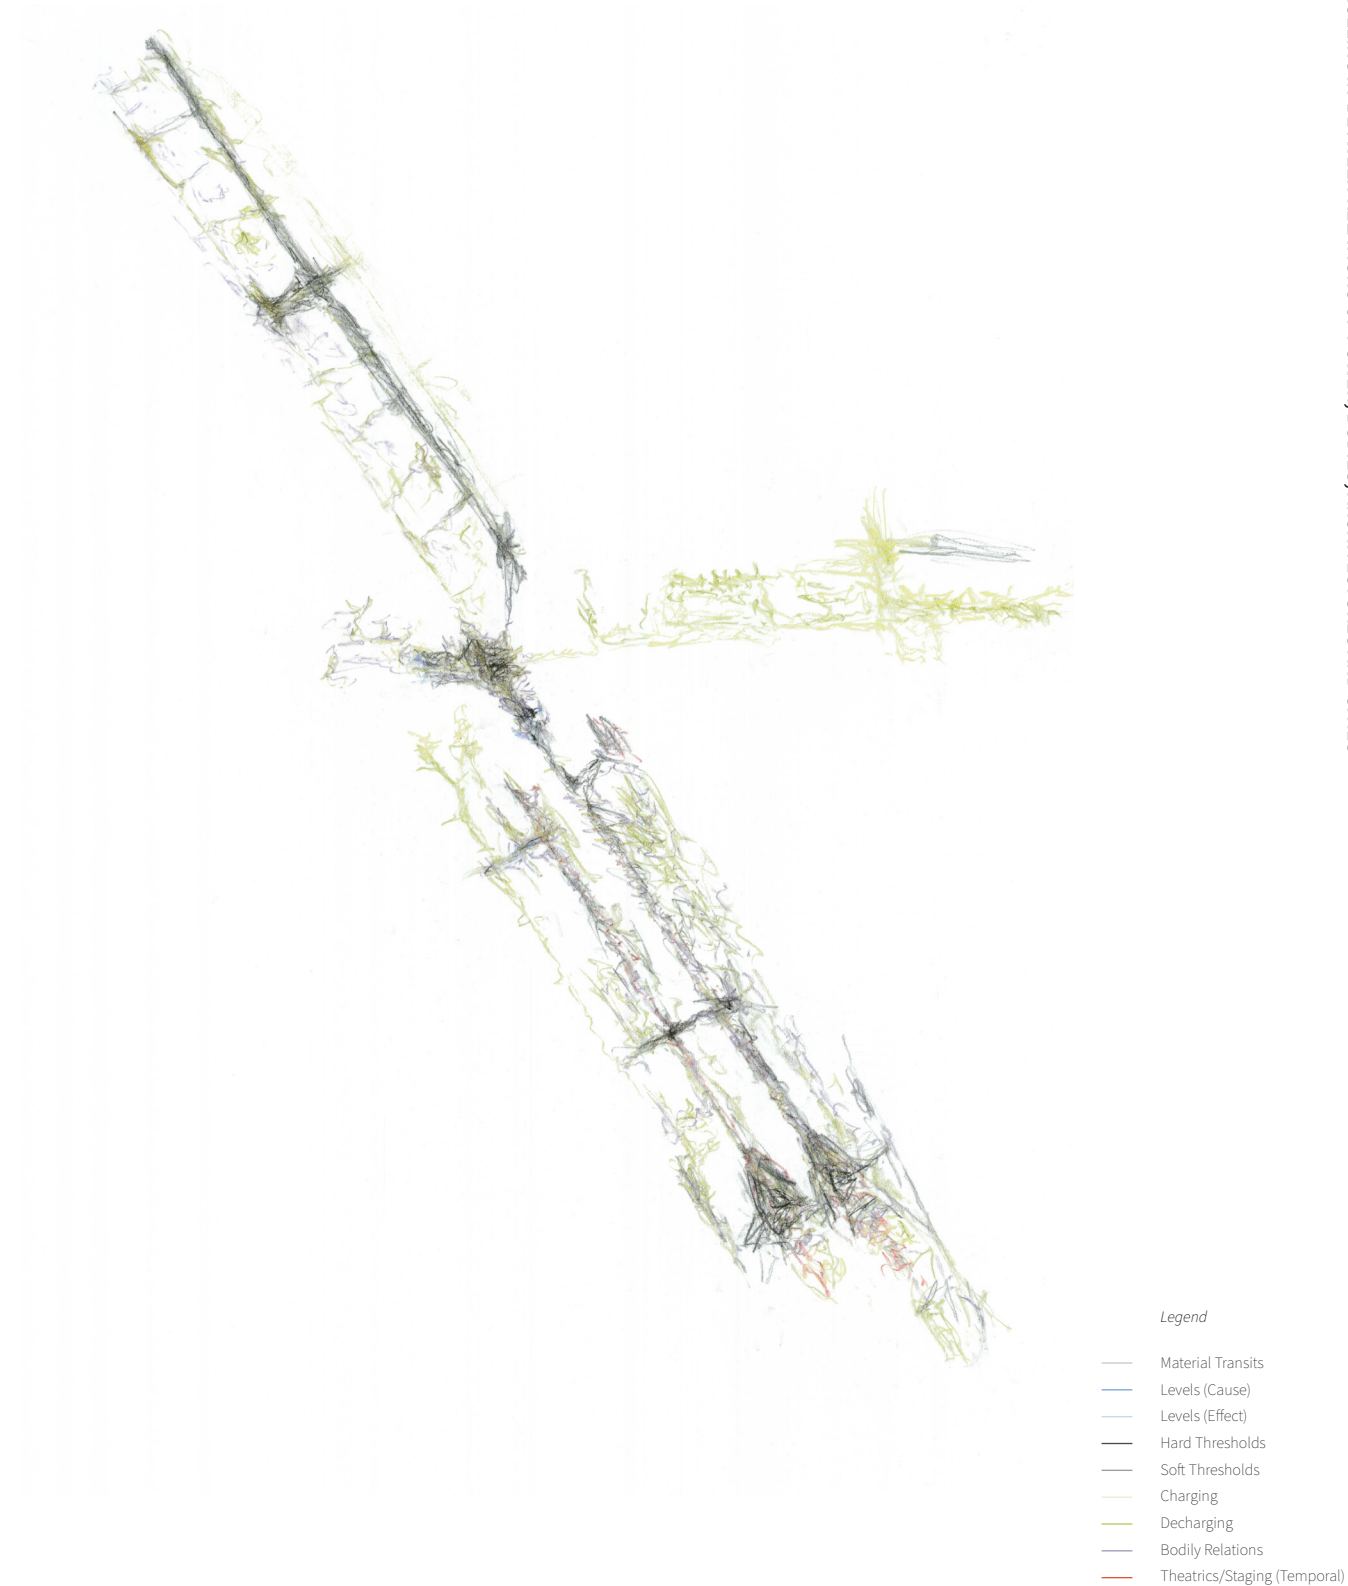 Legend
Material Transits
Levels (Cause)
Levels (Effect)
Hard Thresholds
Soft Thresholds
Charging
Decharging
Bodily Relations
Theatrics/Staging (Temporal)